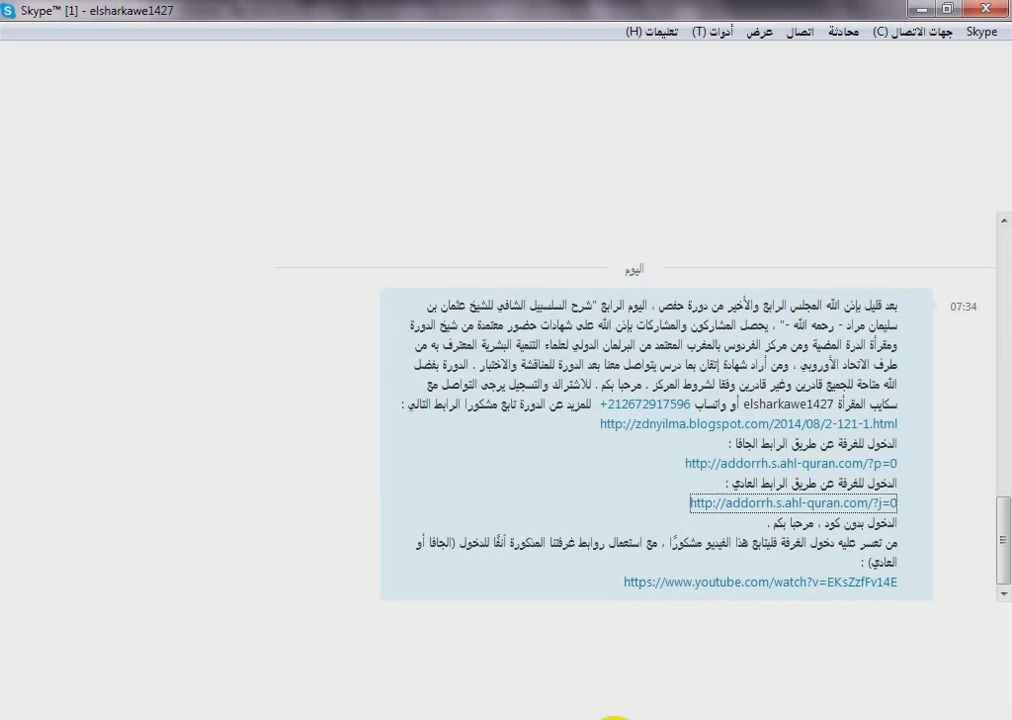 Skype™ [1] - elsharkawe1427
Skype جهات الاتصال (C) محادثة اتصال عرض أدوات (T) تعليمات (H)
اليوم
07:34
بعد قليل بإذن الله المجلس الرابع والأخير من دورة حفص ، اليوم الرابع "شرح السلسبيل الشافي للشيخ عثمان بن
سليمان مراد - رحمه الله -" ، يحصل المشاركون والمشاركات بإذن الله على شهادات حضور معتمدة من شيخ الدورة
ومقرأة الدرة المضية ومن مركز الفردوس بالمغرب المعتمد من البرلمان الدولي لعلماء التنمية البشرية المعترف به من
طرف الاتحاد الأوروبي ، ومن أراد شهادة إتقان بما درس يتواصل معنا بعد الدورة للمناقشة والاختبار . الدورة بفضل
الله متاحة للجميع قادرين وغير قادرين وفقا لشروط المركز . مرحبا بكم . للاشتراك والتسجيل يرجى التواصل مع
سكايب المقرأة elsharkawe1427 أو واتساب 212672917596+ للمزيد عن الدورة تابع مشكورا الرابط التالي :
http://zdnyilma.blogspot.com/2014/08/2-121-1.html
الدخول للغرفة عن طريق الرابط الجافا :
http://addorrh.s.ahl-quran.com/?p=0
الدخول للغرفة عن طريق الرابط العادي :
http://addorrh.s.ahl-quran.com/?j=0
الدخول بدون كود ، مرحبا بكم .
من تعسر عليه دخول الغرفة فليتابع هذا الفيديو مشكورًا ، مع استعمال روابط غرفتنا المذكورة آنفًا للدخول (الجافا أو
العادي) :
https://www.youtube.com/watch?v=EKsZzfFv14E